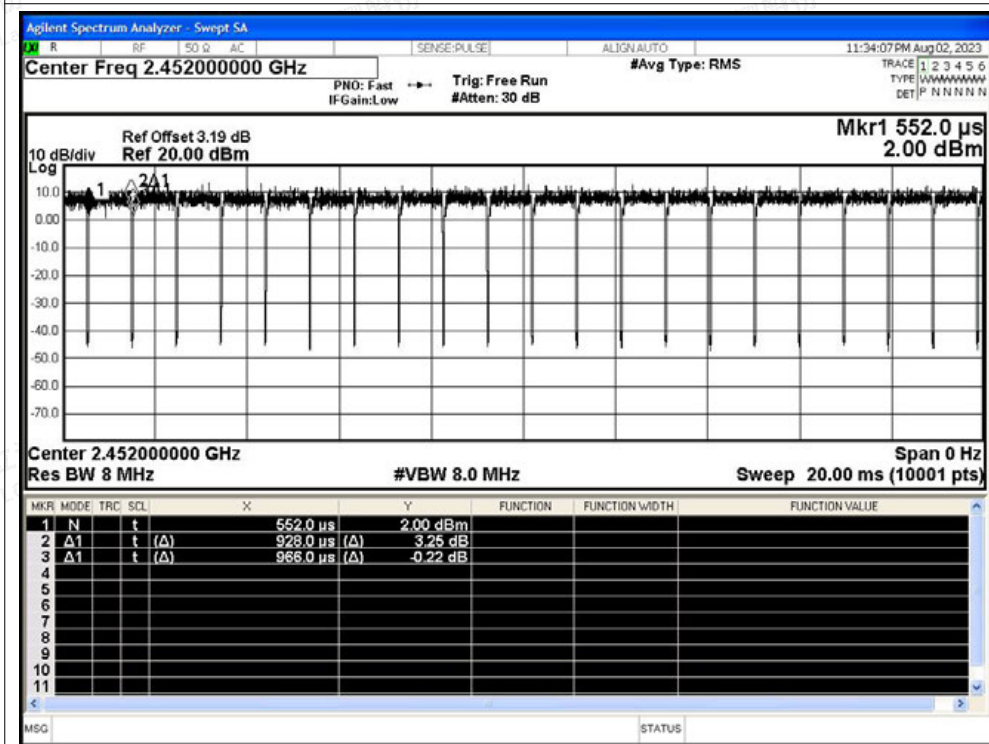 Agilent Spectrum Analyzer - Swept SA
LXI R RF 50 Ω AC SENSE:PULSE ALIGN AUTO 11:34:07 PM Aug 02, 2023
Center Freq 2.452000000 GHz #Avg Type: RMS TRACE 1 2 3 4 5 6
PNO: Fast Trig: Free Run TYPE WWWWWW
IFGain:Low #Atten: 30 dB DET P N N N N N
Mkr1 552.0 µs
Ref Offset 3.19 dB
10 dB/div Ref 20.00 dBm 2.00 dBm
Log
10.0 1 2Δ1
0.00
-10.0
-20.0
-30.0
-40.0
-50.0
-60.0
-70.0
Center 2.452000000 GHz Span 0 Hz
Res BW 8 MHz #VBW 8.0 MHz Sweep 20.00 ms (10001 pts)
MKR MODE TRC SCL X Y FUNCTION FUNCTION WIDTH FUNCTION VALUE
1 N t 552.0 µs 2.00 dBm
2 Δ1 t (Δ) 928.0 µs (Δ) 3.25 dB
3 Δ1 t (Δ) 966.0 µs (Δ) -0.22 dB
4
5
6
7
8
9
10
11
MSG STATUS